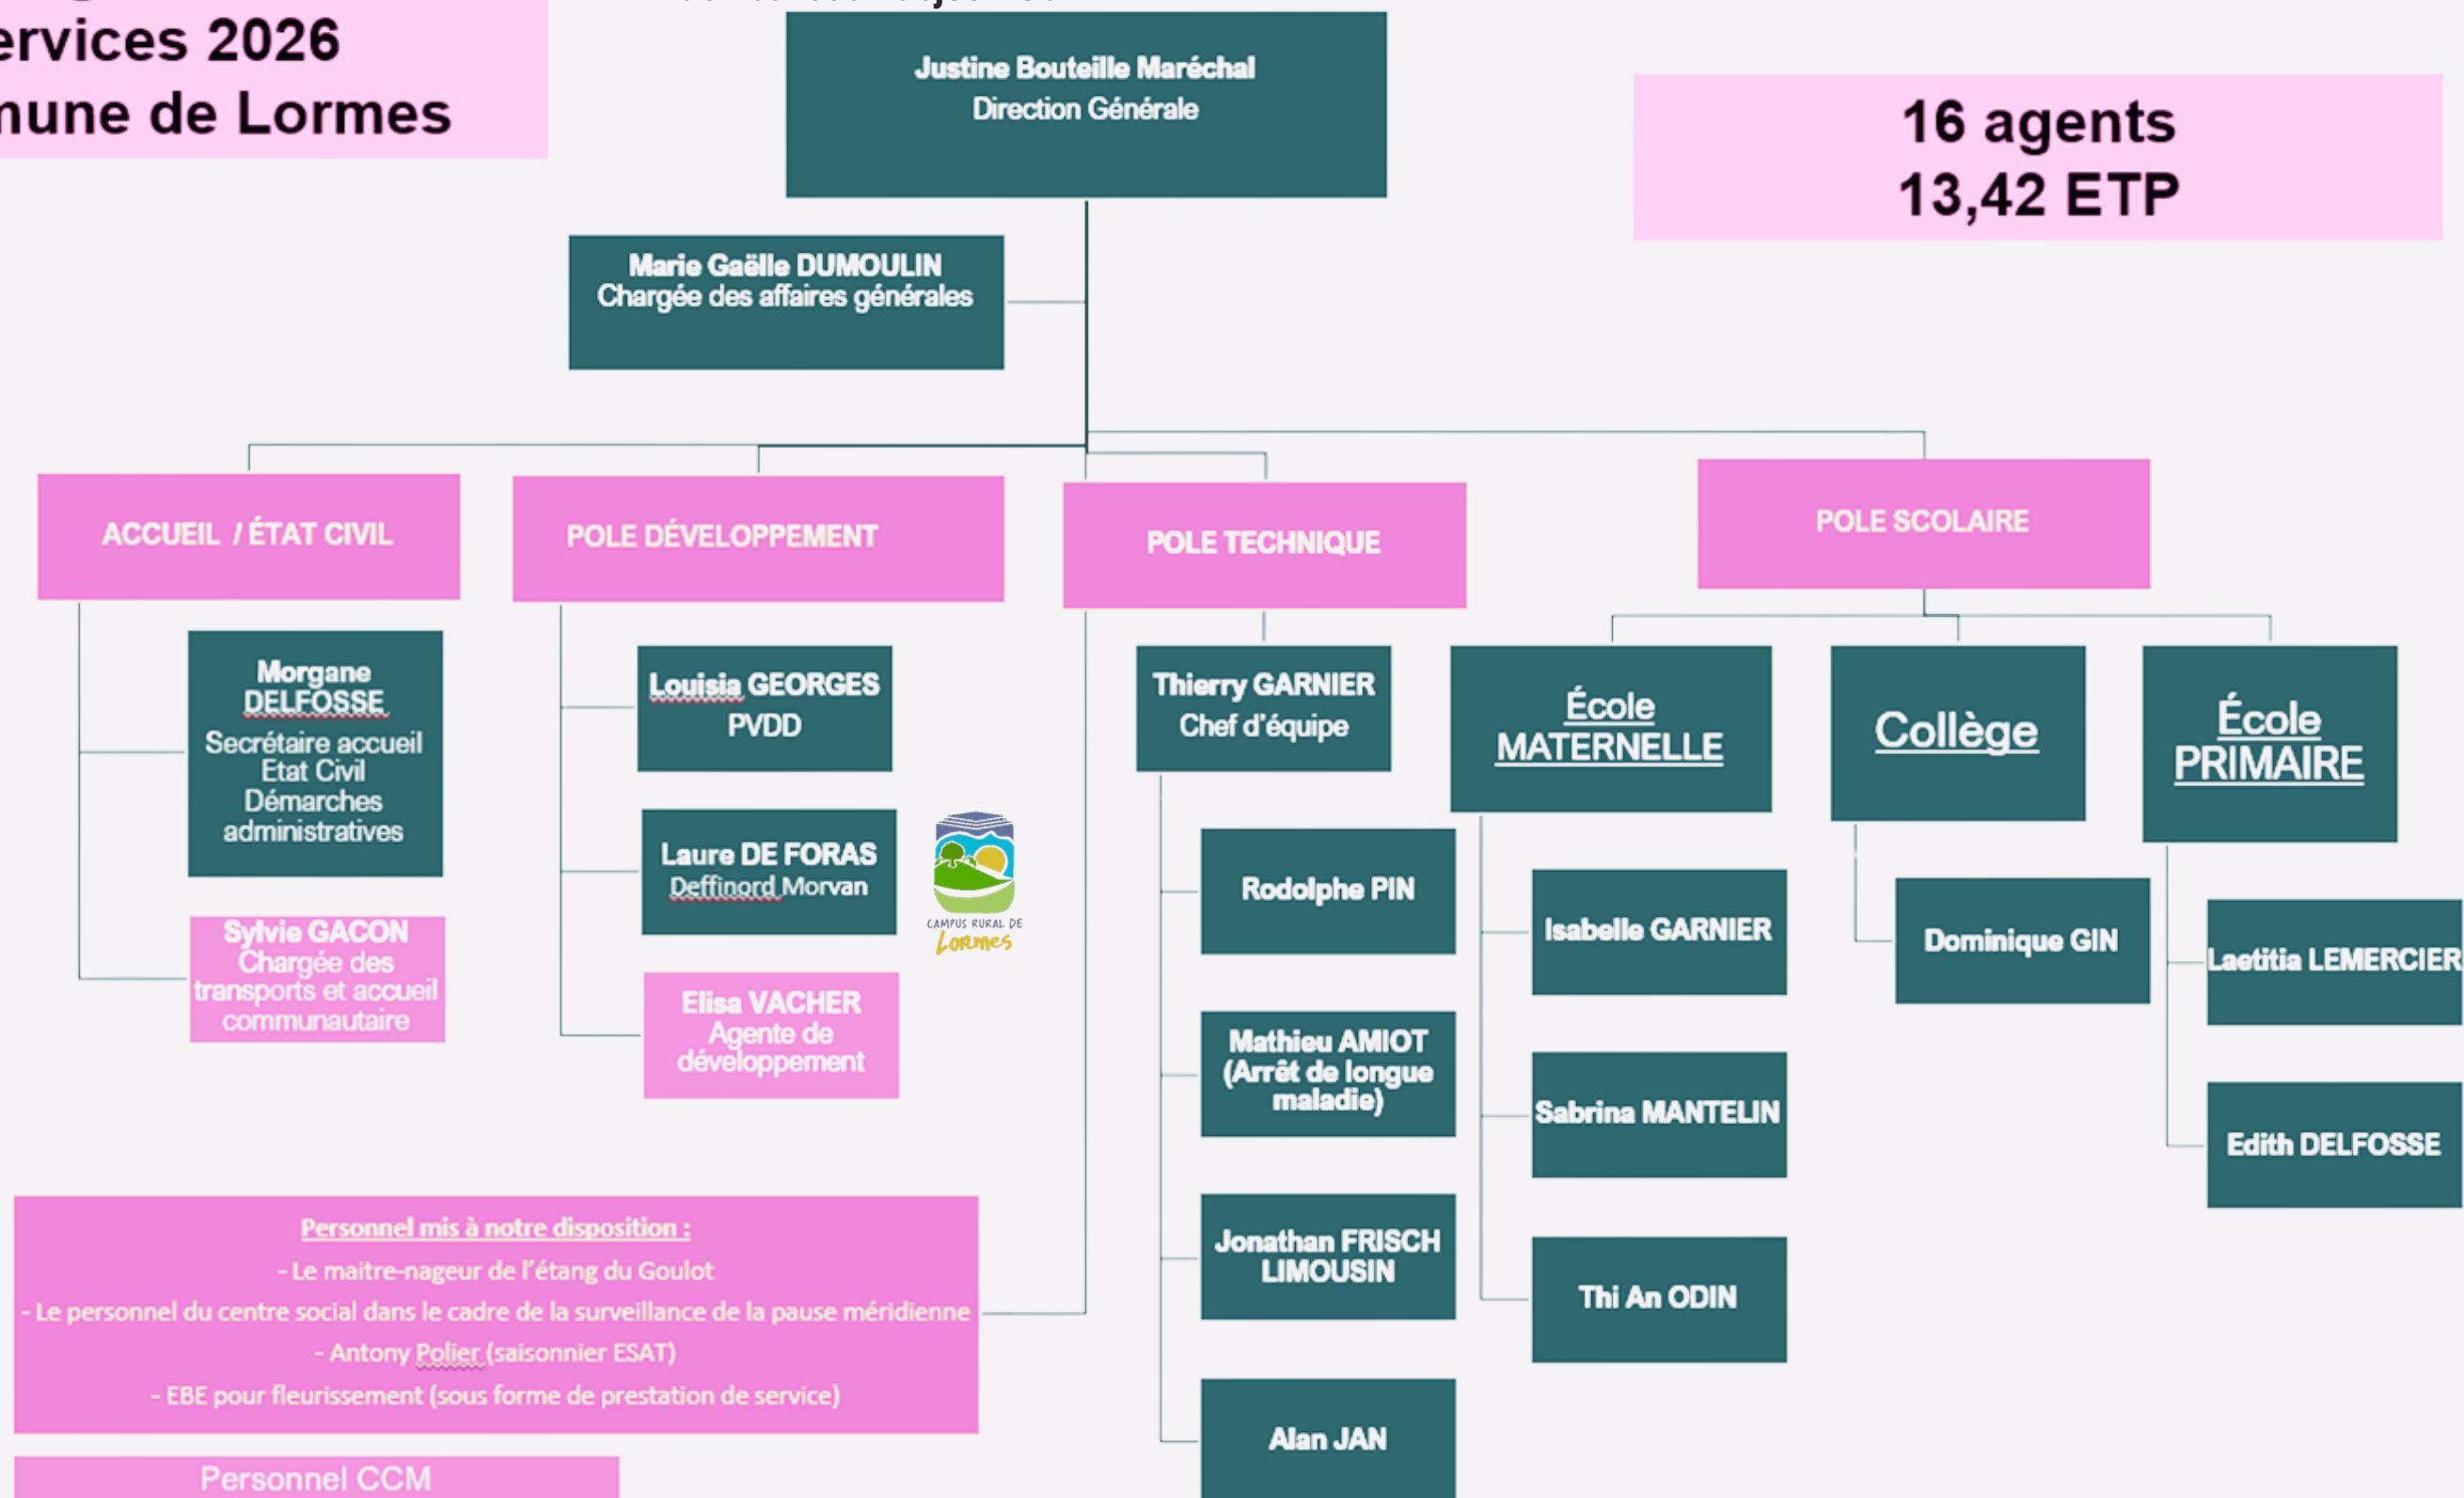 ervices 2026
mune de Lormes
Justine Bouteille Maréchal
Direction Générale
16 agents
13,42 ETP
Marie Gaëlle DUMOULIN
Chargée des affaires générales
ACCUEIL / ÉTAT CIVIL
POLE DÉVELOPPEMENT
POLE TECHNIQUE
POLE SCOLAIRE
Morgane
DELFOSSE
Secrétaire accueil
Etat Civil
Démarches
administratives
Sylvie GACON
Chargée des
transports et accueil
communautaire
Louisia GEORGES
PVDD
Laure DE FORAS
Deffinord Morvan
CAMPUS RURAL DE
Lormes
Elisa VACHER
Agente de
développement
Thierry GARNIER
Chef d'équipe
Rodolphe PIN
Mathieu AMIOT
(Arrêt de longue
maladie)
Jonathan FRISCH
LIMOUSIN
Alan JAN
École
MATERNELLE
Isabelle GARNIER
Sabrina MANTELIN
Thi An ODIN
Collège
Dominique GIN
École
PRIMAIRE
Laetitia LEMERCIER
Edith DELFOSSE
Personnel mis à notre disposition :
- Le maitre-nageur de l'étang du Goulot
- Le personnel du centre social dans le cadre de la surveillance de la pause méridienne
- Antony Polier (saisonnier ESAT)
- EBE pour fleurissement (sous forme de prestation de service)
Personnel CCM